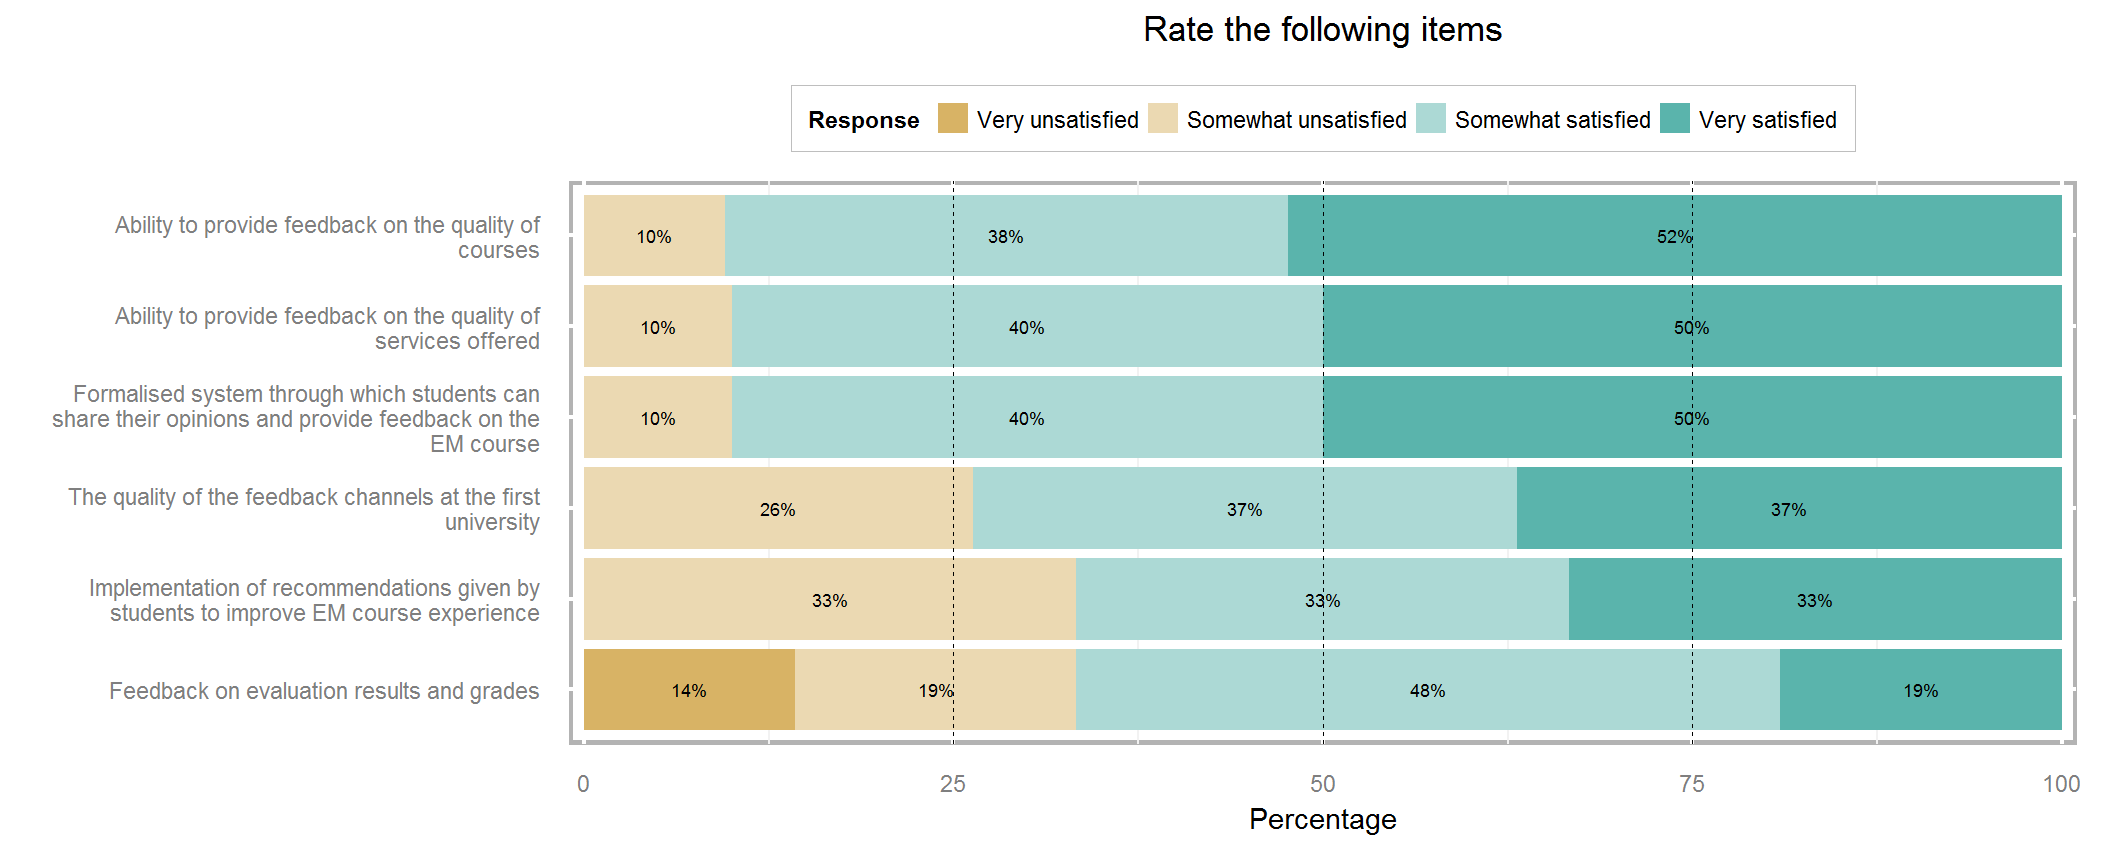 Rate the following items
Response Very unsatisfied Somewhat unsatisfied Somewhat satisfied Very satisfied
Ability to provide feedback on the quality of
courses
10% 38% 52%
Ability to provide feedback on the quality of
services offered
10% 40% 50%
Formalised system through which students can
share their opinions and provide feedback on the
EM course
10% 40% 50%
The quality of the feedback channels at the first
university
26% 37% 37%
Implementation of recommendations given by
students to improve EM course experience
33% 33% 33%
Feedback on evaluation results and grades
14% 19% 48% 19%
0 25 50 75 100
Percentage